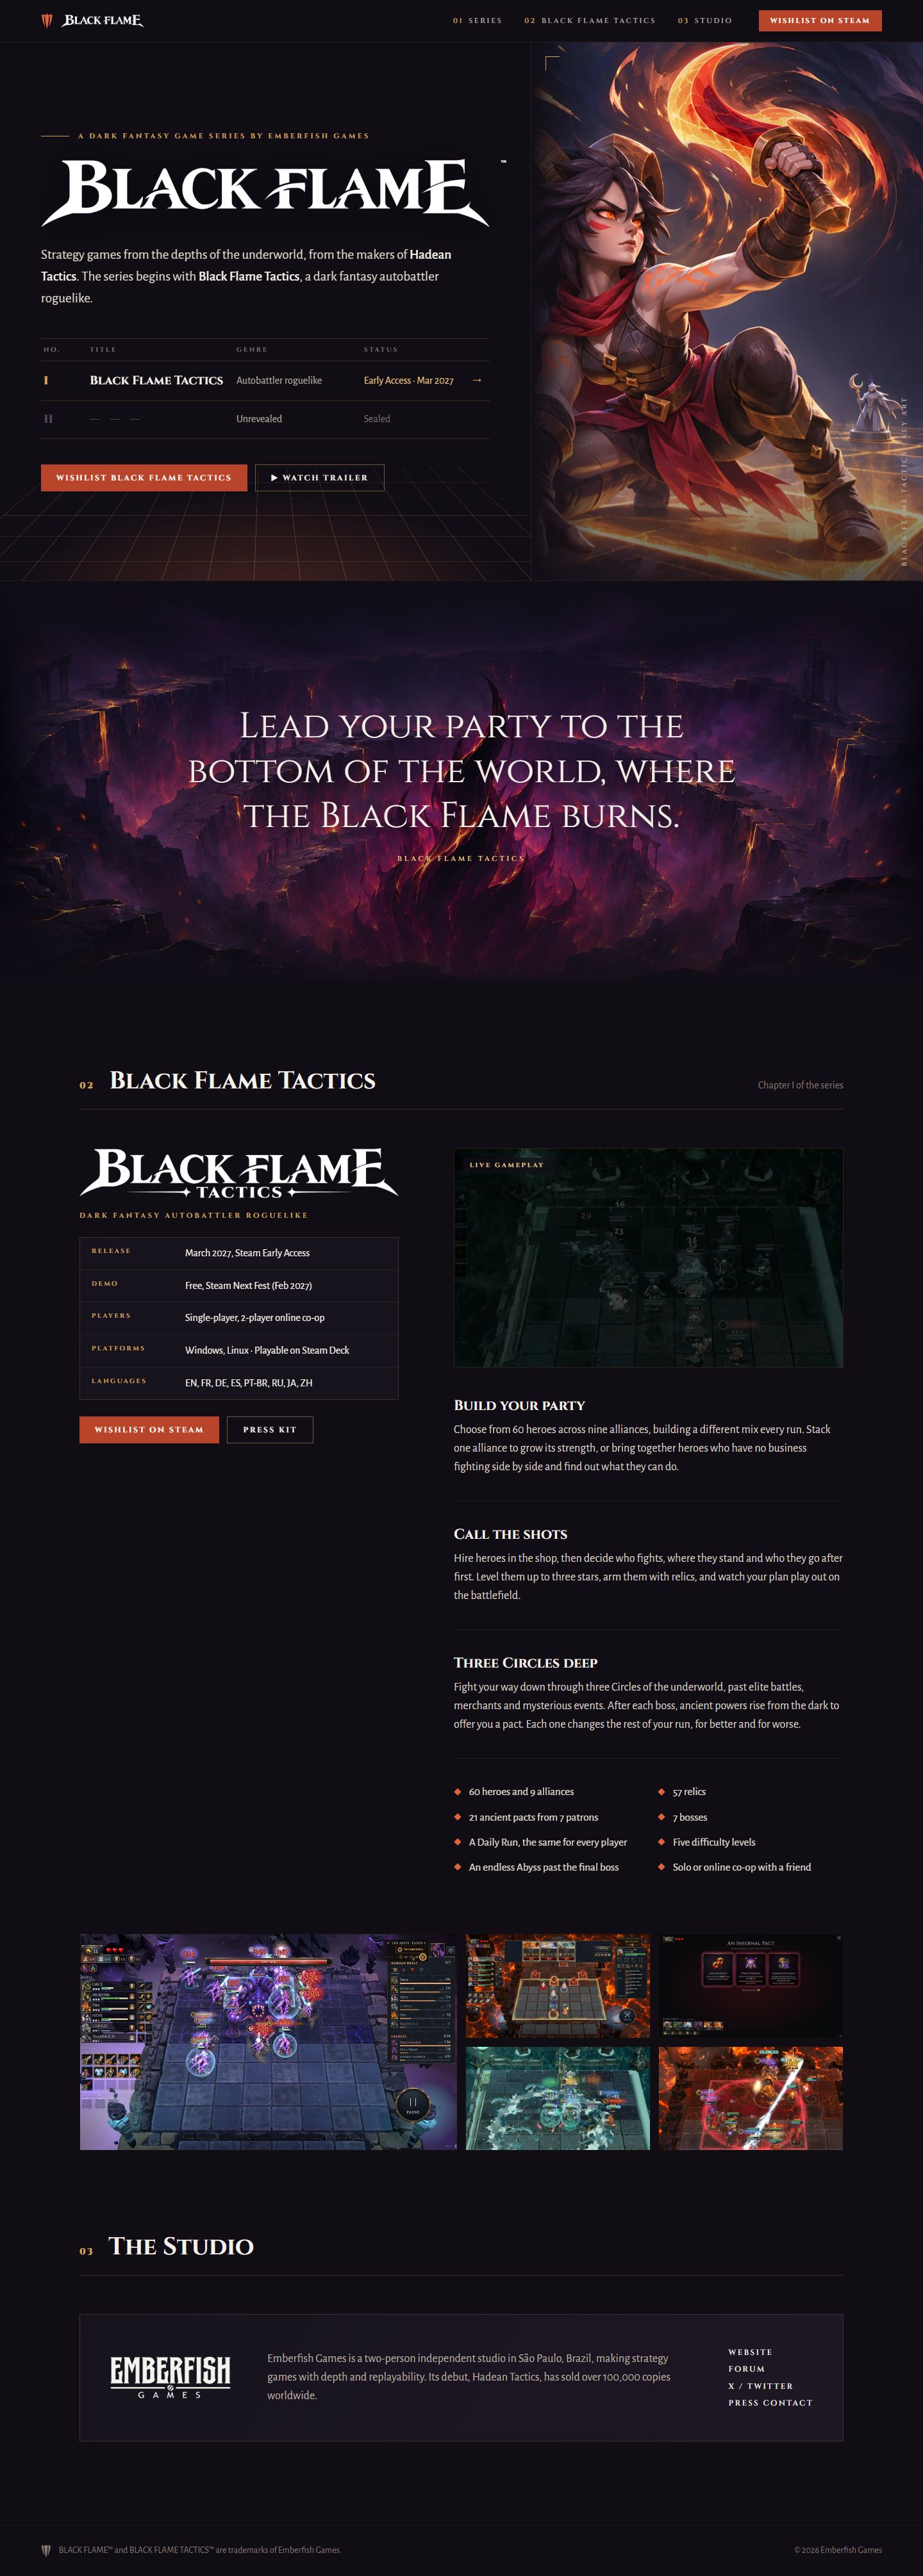 BLACK FLAME
01 SERIES
02 BLACK FLAME TACTICS
03 STUDIO
WISHLIST ON STEAM
A DARK FANTASY GAME SERIES BY EMBERFISH GAMES
BLACK FLAME ™
Strategy games from the depths of the underworld, from the makers of Hadean
Tactics. The series begins with Black Flame Tactics, a dark fantasy autobattler
roguelike.
NO. TITLE GENRE STATUS
I Black Flame Tactics Autobattler roguelike Early Access · Mar 2027 →
II — — — Unrevealed Sealed
WISHLIST BLACK FLAME TACTICS
▶ WATCH TRAILER
BLACK FLAME TACTICS, KEY ART
Lead your party to the
bottom of the world, where
the Black Flame burns.
BLACK FLAME TACTICS
02 Black Flame Tactics
Chapter I of the series
BLACK FLAME
TACTICS
DARK FANTASY AUTOBATTLER ROGUELIKE
RELEASE March 2027, Steam Early Access
DEMO Free, Steam Next Fest (Feb 2027)
PLAYERS Single-player, 2-player online co-op
PLATFORMS Windows, Linux · Playable on Steam Deck
LANGUAGES EN, FR, DE, ES, PT-BR, RU, JA, ZH
WISHLIST ON STEAM
PRESS KIT
LIVE GAMEPLAY
16
29
23
Build your party
Choose from 60 heroes across nine alliances, building a different mix every run. Stack
one alliance to grow its strength, or bring together heroes who have no business
fighting side by side and find out what they can do.
Call the shots
Hire heroes in the shop, then decide who fights, where they stand and who they go after
first. Level them up to three stars, arm them with relics, and watch your plan play out on
the battlefield.
Three Circles deep
Fight your way down through three Circles of the underworld, past elite battles,
merchants and mysterious events. After each boss, ancient powers rise from the dark to
offer you a pact. Each one changes the rest of your run, for better and for worse.
60 heroes and 9 alliances
57 relics
21 ancient pacts from 7 patrons
7 bosses
A Daily Run, the same for every player
Five difficulty levels
An endless Abyss past the final boss
Solo or online co-op with a friend
PAUSE
An Infernal Pact
03 The Studio
EMBERFISH
GAMES
Emberfish Games is a two-person independent studio in São Paulo, Brazil, making strategy
games with depth and replayability. Its debut, Hadean Tactics, has sold over 100,000 copies
worldwide.
WEBSITE
FORUM
X / TWITTER
PRESS CONTACT
BLACK FLAME™ and BLACK FLAME TACTICS™ are trademarks of Emberfish Games.
© 2026 Emberfish Games